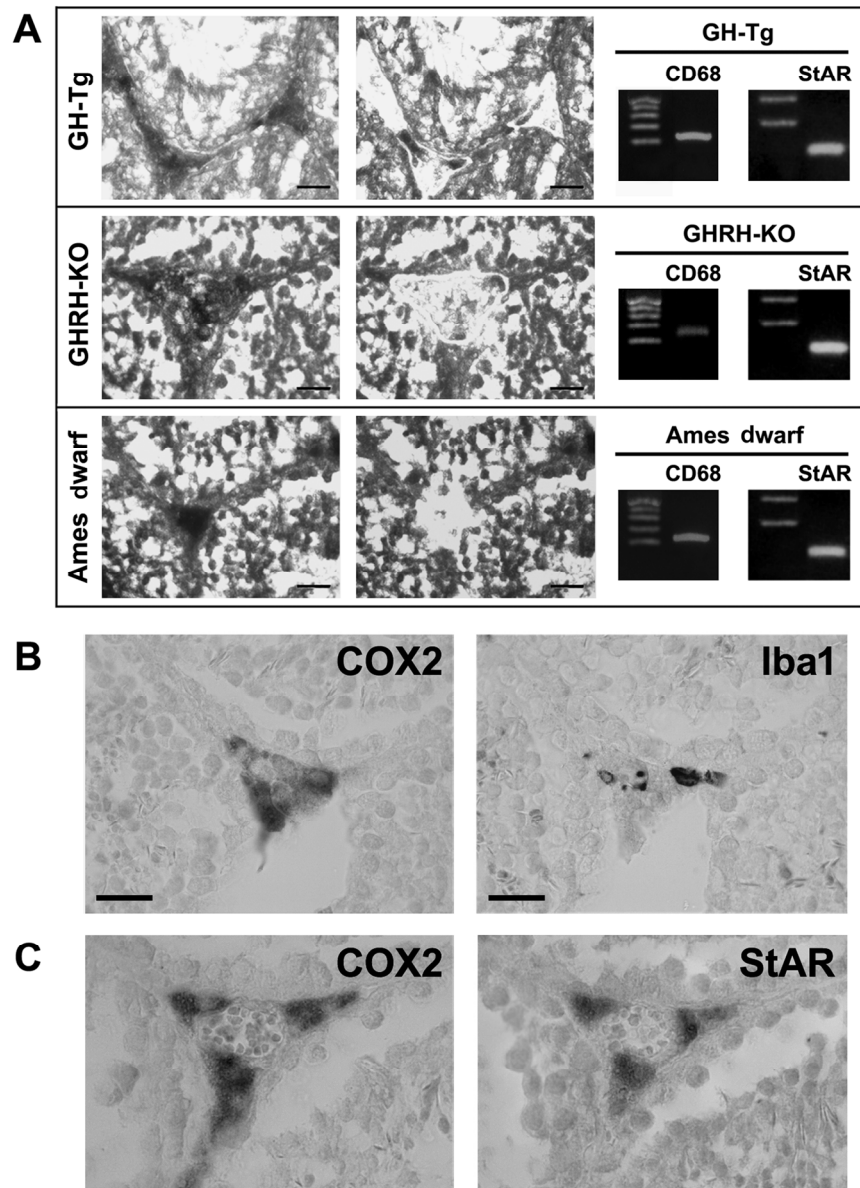 A
GH-Tg
GH-Tg
CD68 StAR
GHRH-KO
GHRH-KO
CD68 StAR
Ames dwarf
Ames dwarf
CD68 StAR
B
COX2
Iba1
C
COX2
StAR